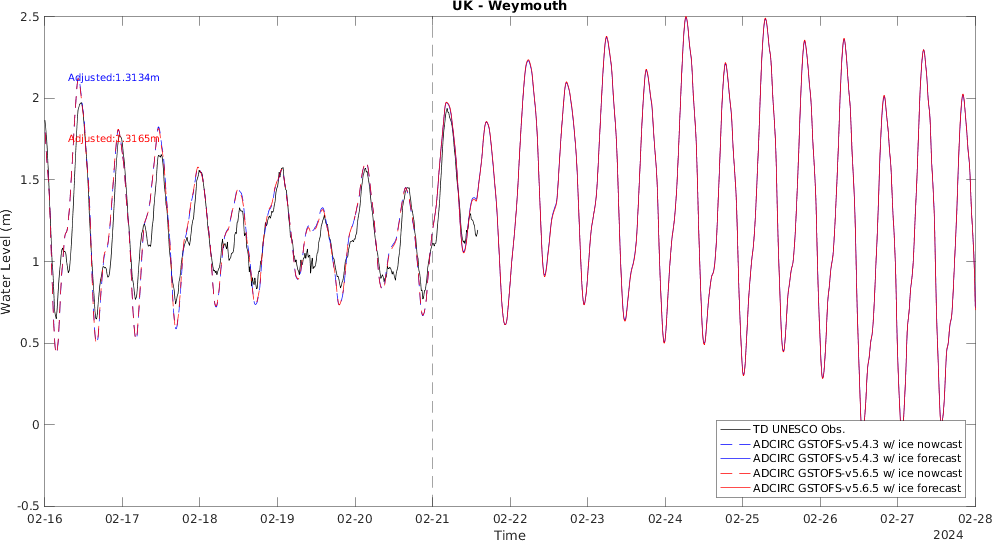 UK - Weymouth
2.5
2
1.5
1
0.5
0
-0.5
Water Level (m)
Adjusted:1.3134m
Adjusted:1.3165m
TD UNESCO Obs.
ADCIRC GSTOFS-v5.4.3 w/ ice nowcast
ADCIRC GSTOFS-v5.4.3 w/ ice forecast
ADCIRC GSTOFS-v5.6.5 w/ ice nowcast
ADCIRC GSTOFS-v5.6.5 w/ ice forecast
02-16 02-17 02-18 02-19 02-20 02-21 02-22 02-23 02-24 02-25 02-26 02-27 02-28
Time
2024